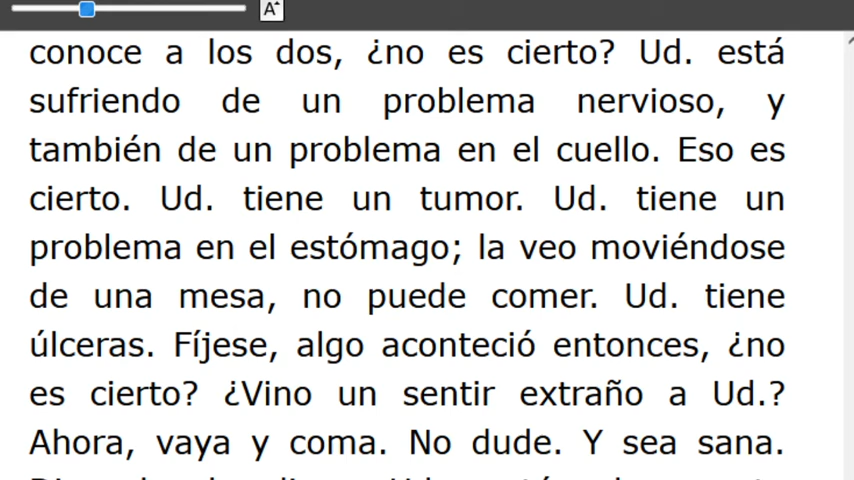 A
conoce a los dos, ¿no es cierto? Ud. está
sufriendo de un problema nervioso, y
también de un problema en el cuello. Eso es
cierto. Ud. tiene un tumor. Ud. tiene un
problema en el estómago; la veo moviéndose
de una mesa, no puede comer. Ud. tiene
úlceras. Fíjese, algo aconteció entonces, ¿no
es cierto? ¿Vino un sentir extraño a Ud.?
Ahora, vaya y coma. No dude. Y sea sana.